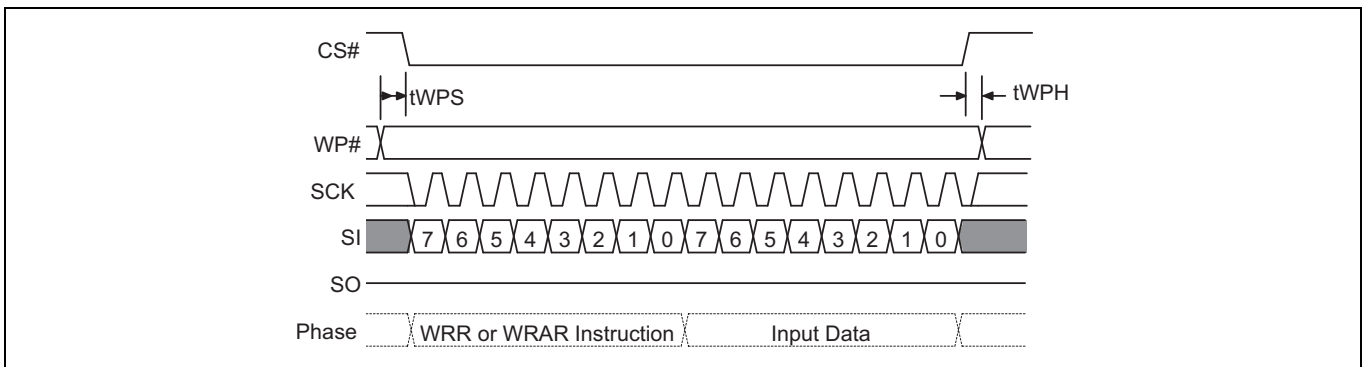 CS#
tWPS
tWPH
WP#
SCK
SI 7 6 5 4 3 2 1 0 7 6 5 4 3 2 1 0
SO
Phase WRR or WRAR Instruction Input Data